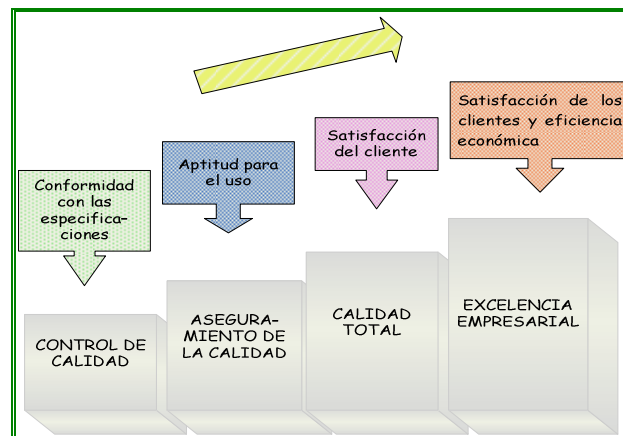 Conformidad
con las
especifica-
ciones
Aptitud para
el uso
Satisfacción
del cliente
Satisfacción de los
clientes y eficiencia
económica
CONTROL DE
CALIDAD
ASEGURA-
MIENTO DE
LA CALIDAD
CALIDAD
TOTAL
EXCELENCIA
EMPRESARIAL